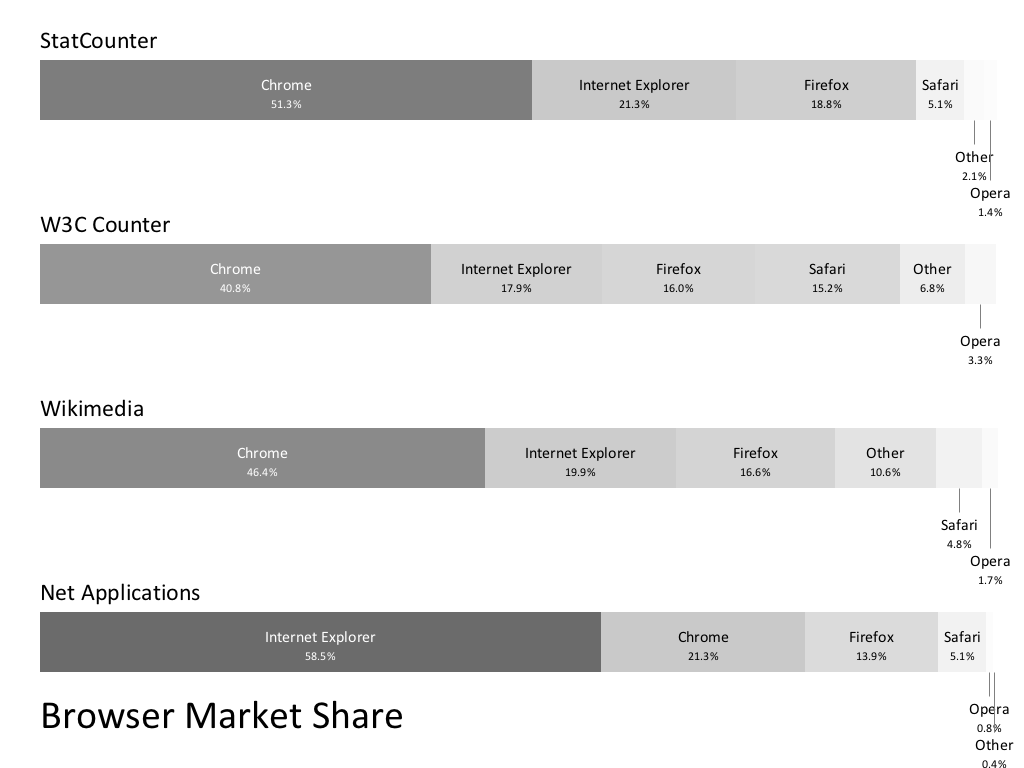 StatCounter
Chrome Internet Explorer Firefox Safari
51.3% 21.3% 18.8% 5.1%
Other
2.1%
Opera
1.4%
W3C Counter
Chrome Internet Explorer Firefox Safari Other
40.8% 17.9% 16.0% 15.2% 6.8%
Opera
3.3%
Wikimedia
Chrome Internet Explorer Firefox Other
46.4% 19.9% 16.6% 10.6%
Safari
4.8%
Opera
1.7%
Net Applications
Internet Explorer Chrome Firefox Safari
58.5% 21.3% 13.9% 5.1%
Opera
0.8%
Other
0.4%
Browser Market Share